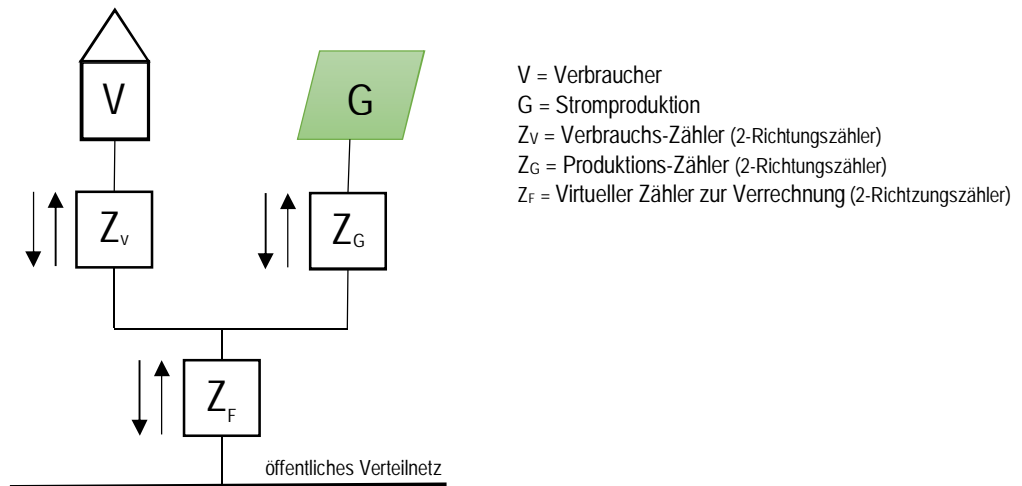 V
G
V = Verbraucher
G = Stromproduktion
ZV = Verbrauchs-Zähler (2-Richtungszähler)
ZG = Produktions-Zähler (2-Richtungszähler)
ZF = Virtueller Zähler zur Verrechnung (2-Richtzungszähler)
Zv
ZG
ZF
öffentliches Verteilnetz